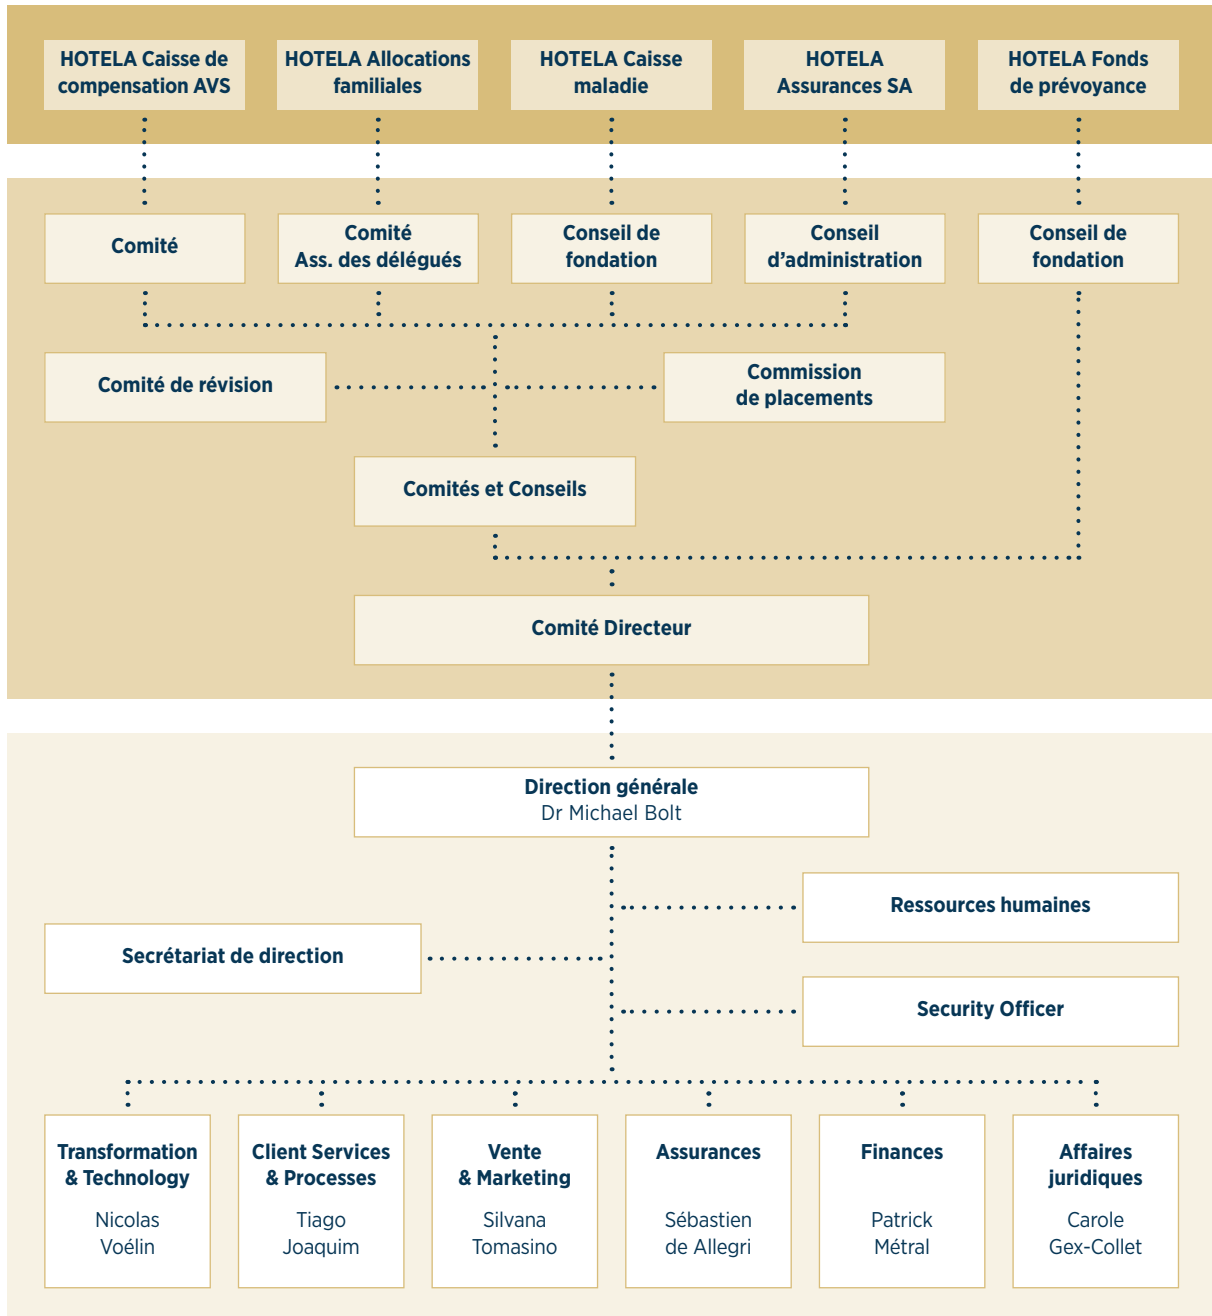 HOTELA Caisse de
compensation AVS
HOTELA Allocations
familiales
HOTELA Caisse
maladie
HOTELA
Assurances SA
HOTELA Fonds
de prévoyance
Comité
Comité
Ass. des délégués
Conseil de
fondation
Conseil
d’administration
Conseil de
fondation
Comité de révision
Commission
de placements
Comités et Conseils
Comité Directeur
Direction générale
Dr Michael Bolt
Ressources humaines
Secrétariat de direction
Security Officer
Transformation
& Technology
Nicolas
Voélin
Client Services
& Processes
Tiago
Joaquim
Vente
& Marketing
Silvana
Tomasino
Assurances
Sébastien
de Allegri
Finances
Patrick
Métral
Affaires
juridiques
Carole
Gex-Collet